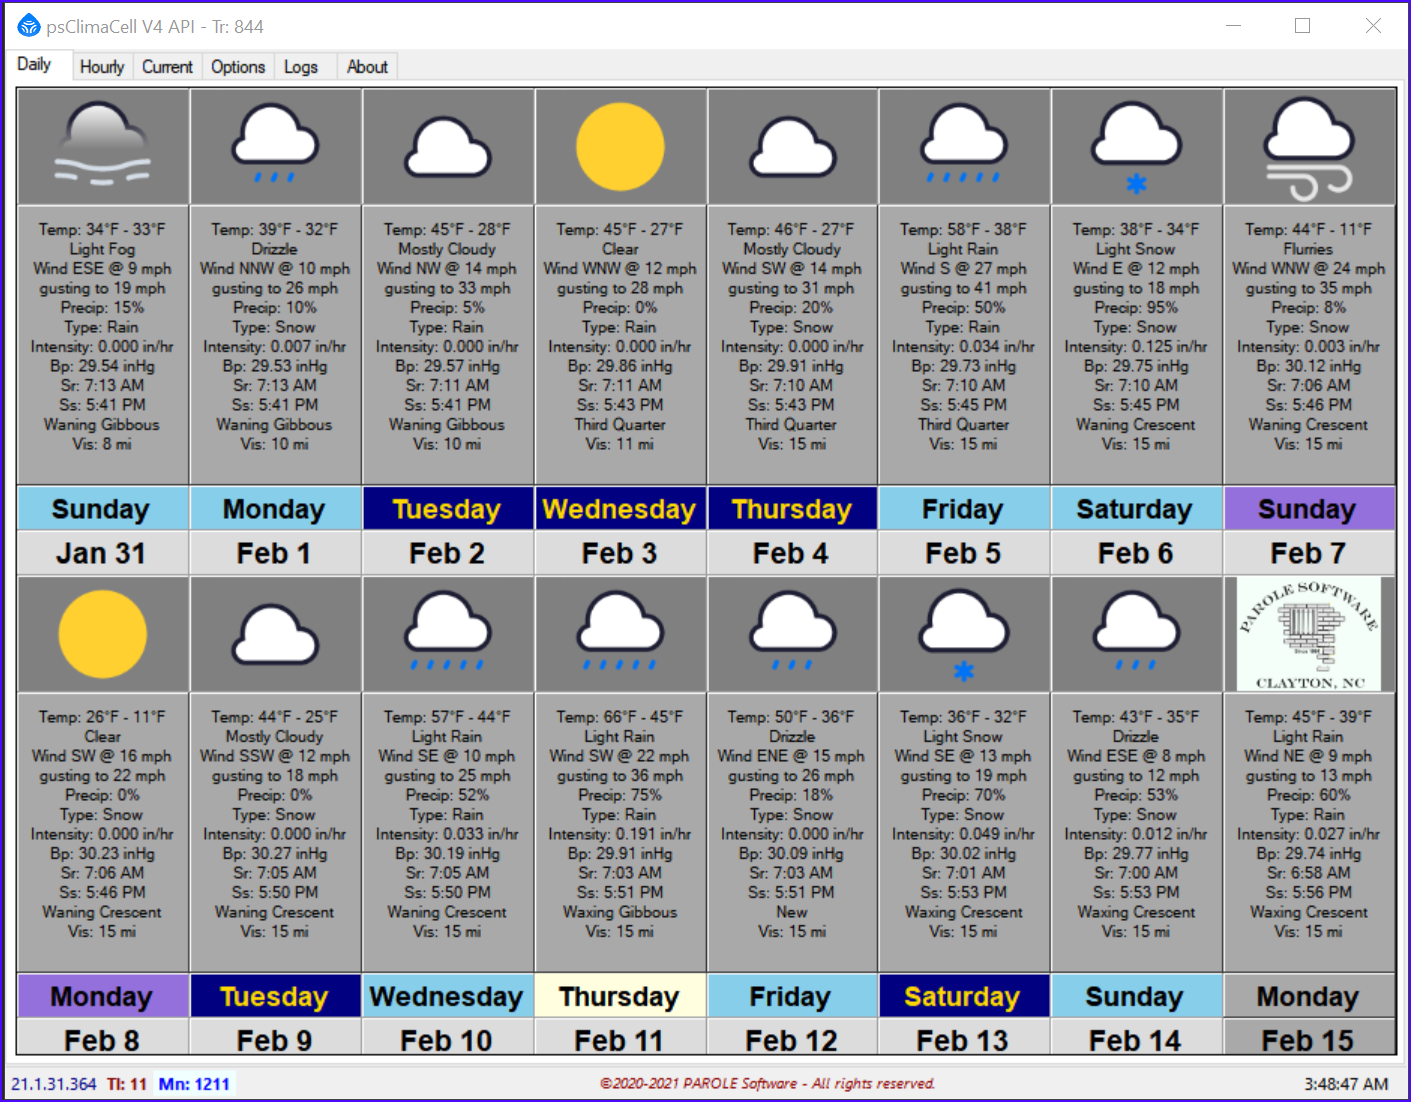 psClimaCell V4 API - Tr: 844
Daily Hourly Current Options Logs About
Temp: 34°F - 33°F
Light Fog
Wind ESE @ 9 mph
gusting to 19 mph
Precip: 15%
Type: Rain
Intensity: 0.000 in/hr
Bp: 29.54 inHg
Sr: 7:13 AM
Ss: 5:41 PM
Waning Gibbous
Vis: 8 mi
Sunday
Jan 31
Temp: 39°F - 32°F
Drizzle
Wind NNW @ 10 mph
gusting to 26 mph
Precip: 10%
Type: Snow
Intensity: 0.007 in/hr
Bp: 29.53 inHg
Sr: 7:13 AM
Ss: 5:41 PM
Waning Gibbous
Vis: 10 mi
Monday
Feb 1
Temp: 45°F - 28°F
Mostly Cloudy
Wind NW @ 14 mph
gusting to 33 mph
Precip: 5%
Type: Rain
Intensity: 0.000 in/hr
Bp: 29.57 inHg
Sr: 7:11 AM
Ss: 5:41 PM
Waning Gibbous
Vis: 10 mi
Tuesday
Feb 2
Temp: 45°F - 27°F
Clear
Wind WNW @ 12 mph
gusting to 28 mph
Precip: 0%
Type: Rain
Intensity: 0.000 in/hr
Bp: 29.86 inHg
Sr: 7:11 AM
Ss: 5:43 PM
Third Quarter
Vis: 11 mi
Wednesday
Feb 3
Temp: 46°F - 27°F
Mostly Cloudy
Wind SW @ 14 mph
gusting to 31 mph
Precip: 20%
Type: Snow
Intensity: 0.000 in/hr
Bp: 29.91 inHg
Sr: 7:10 AM
Ss: 5:43 PM
Third Quarter
Vis: 15 mi
Thursday
Feb 4
Temp: 58°F - 38°F
Light Rain
Wind S @ 27 mph
gusting to 41 mph
Precip: 50%
Type: Rain
Intensity: 0.034 in/hr
Bp: 29.73 inHg
Sr: 7:10 AM
Ss: 5:45 PM
Third Quarter
Vis: 15 mi
Friday
Feb 5
Temp: 38°F - 34°F
Light Snow
Wind E @ 12 mph
gusting to 18 mph
Precip: 95%
Type: Snow
Intensity: 0.125 in/hr
Bp: 29.75 inHg
Sr: 7:10 AM
Ss: 5:45 PM
Waning Crescent
Vis: 15 mi
Saturday
Feb 6
Temp: 44°F - 11°F
Flurries
Wind WNW @ 24 mph
gusting to 35 mph
Precip: 8%
Type: Snow
Intensity: 0.003 in/hr
Bp: 30.12 inHg
Sr: 7:06 AM
Ss: 5:46 PM
Waning Crescent
Vis: 15 mi
Sunday
Feb 7
Temp: 26°F - 11°F
Clear
Wind SW @ 16 mph
gusting to 22 mph
Precip: 0%
Type: Snow
Intensity: 0.000 in/hr
Bp: 30.23 inHg
Sr: 7:06 AM
Ss: 5:46 PM
Waning Crescent
Vis: 15 mi
Monday
Feb 8
Temp: 44°F - 25°F
Mostly Cloudy
Wind SSW @ 12 mph
gusting to 18 mph
Precip: 0%
Type: Snow
Intensity: 0.000 in/hr
Bp: 30.27 inHg
Sr: 7:05 AM
Ss: 5:50 PM
Waning Crescent
Vis: 15 mi
Tuesday
Feb 9
Temp: 57°F - 44°F
Light Rain
Wind SE @ 10 mph
gusting to 25 mph
Precip: 52%
Type: Rain
Intensity: 0.033 in/hr
Bp: 30.19 inHg
Sr: 7:05 AM
Ss: 5:50 PM
Waning Crescent
Vis: 15 mi
Wednesday
Feb 10
Temp: 66°F - 45°F
Light Rain
Wind SW @ 22 mph
gusting to 36 mph
Precip: 75%
Type: Rain
Intensity: 0.191 in/hr
Bp: 29.91 inHg
Sr: 7:03 AM
Ss: 5:51 PM
Waxing Gibbous
Vis: 15 mi
Thursday
Feb 11
Temp: 50°F - 36°F
Drizzle
Wind ENE @ 15 mph
gusting to 26 mph
Precip: 18%
Type: Snow
Intensity: 0.000 in/hr
Bp: 30.09 inHg
Sr: 7:03 AM
Ss: 5:51 PM
New
Vis: 15 mi
Friday
Feb 12
Temp: 36°F - 32°F
Light Snow
Wind SE @ 13 mph
gusting to 19 mph
Precip: 70%
Type: Snow
Intensity: 0.049 in/hr
Bp: 30.02 inHg
Sr: 7:01 AM
Ss: 5:53 PM
Waxing Crescent
Vis: 15 mi
Saturday
Feb 13
Temp: 43°F - 35°F
Drizzle
Wind ESE @ 8 mph
gusting to 12 mph
Precip: 53%
Type: Snow
Intensity: 0.012 in/hr
Bp: 29.77 inHg
Sr: 7:00 AM
Ss: 5:53 PM
Waxing Crescent
Vis: 15 mi
Sunday
Feb 14
PAROLE SOFTWARE
CLAYTON, NC
Temp: 45°F - 39°F
Light Rain
Wind NE @ 9 mph
gusting to 13 mph
Precip: 60%
Type: Rain
Intensity: 0.027 in/hr
Bp: 29.74 inHg
Sr: 6:58 AM
Ss: 5:56 PM
Waxing Crescent
Vis: 15 mi
Monday
Feb 15
21.1.31.364 TI: 11 Mn: 1211 ©2020-2021 PAROLE Software - All rights reserved. 3:48:47 AM